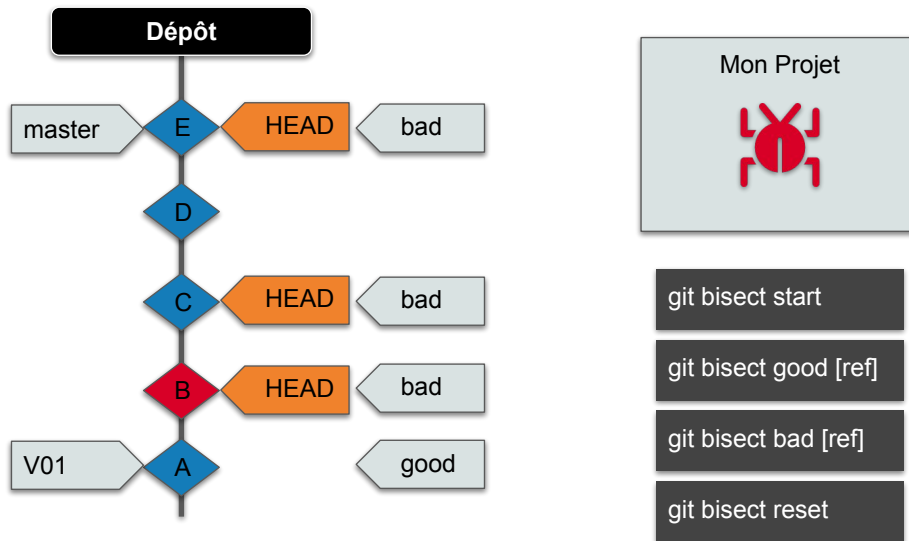 Dépôt
master
E
HEAD
bad
D
C
HEAD
bad
B
HEAD
bad
V01
A
good
Mon Projet
git bisect start
git bisect good [ref]
git bisect bad [ref]
git bisect reset